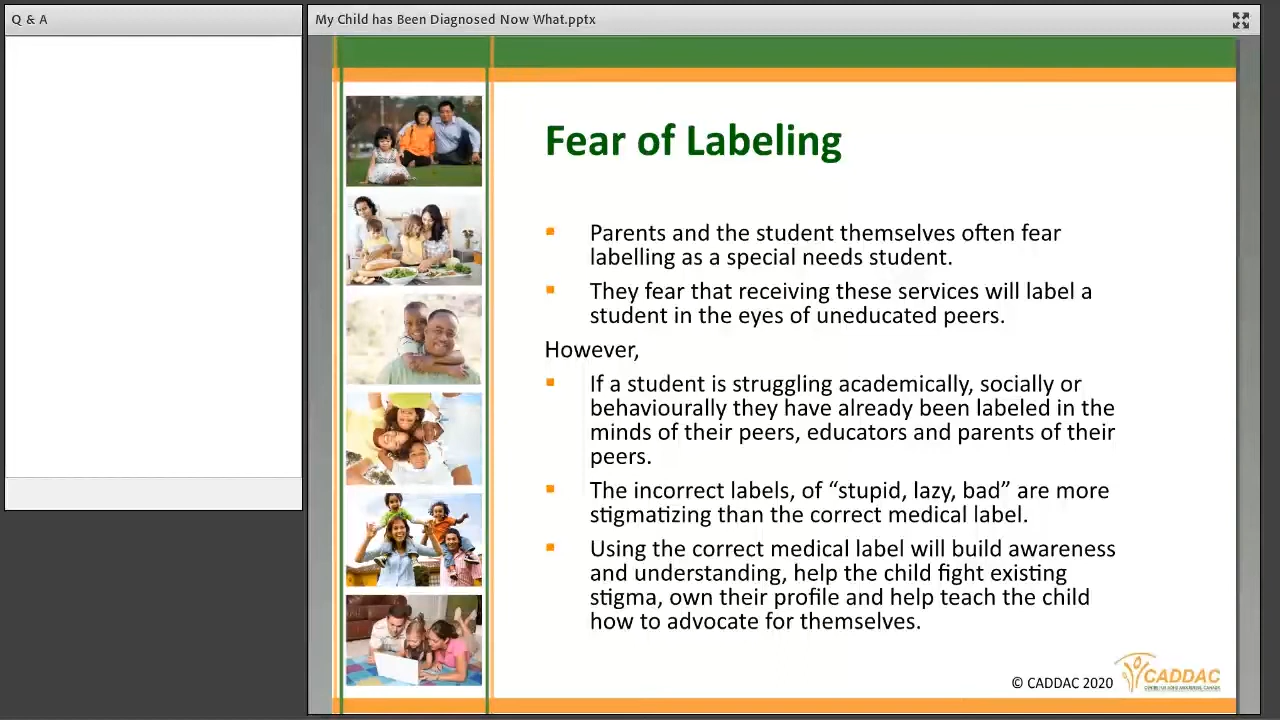 Q & A
My Child has Been Diagnosed Now What.pptx
Fear of Labeling
Parents and the student themselves often fear
labelling as a special needs student.
They fear that receiving these services will label a
student in the eyes of uneducated peers.
However,
If a student is struggling academically, socially or
behaviourally they have already been labeled in the
minds of their peers, educators and parents of their
peers.
The incorrect labels, of “stupid, lazy, bad” are more
stigmatizing than the correct medical label.
Using the correct medical label will build awareness
and understanding, help the child fight existing
stigma, own their profile and help teach the child
how to advocate for themselves.
© CADDAC 2020
CADDAC
CENTRE FOR ADHD AWARENESS, CANADA